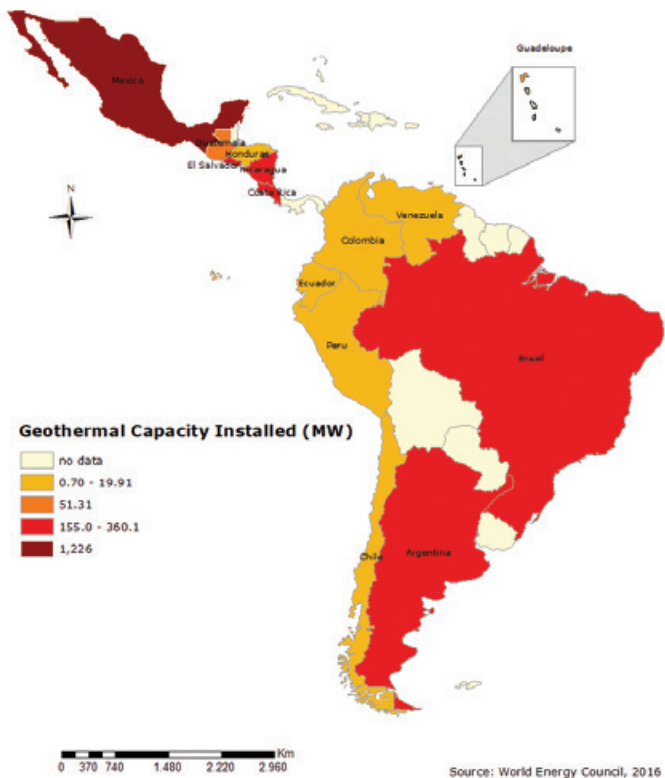 Guadeloupe
Mexico
Guatemala
Honduras
El Salvador
Nicaragua
Costa Rica
N
Venezuela
Colombia
Ecuador
Peru
Brazil
Chile
Argentina
Geothermal Capacity Installed (MW)
no data
0.70 - 19.91
51.31
155.0 - 360.1
1,226
Km
0 370 740 1.480 2.220 2.960
Source: World Energy Council, 2016